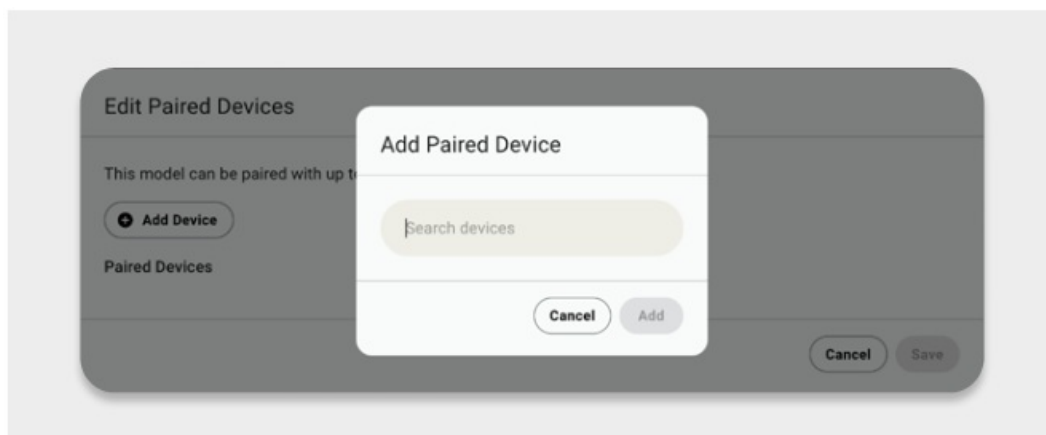 Edit Paired Devices
This model can be paired with up
Add Device
Paired Devices
Cancel Save
Add Paired Device
Search devices
Cancel Add